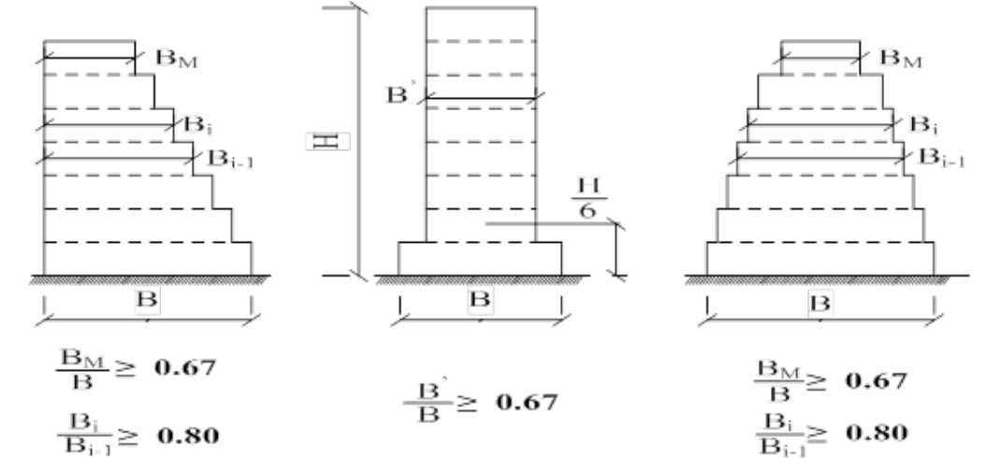 B_M
B_i
B_{i-1}
B
B_M/B ≥ 0.67
B_i/B_{i-1} ≥ 0.80
H
B'
H/6
B
B'/B ≥ 0.67
B_M
B_i
B_{i-1}
B
B_M/B ≥ 0.67
B_i/B_{i-1} ≥ 0.80